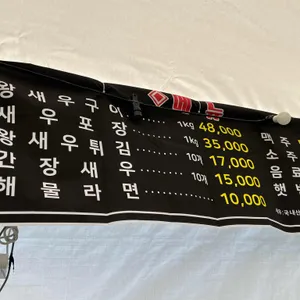 왕새우구이 ........ 1kg 48,000 맥주
새우포장 ........ 1kg 35,000 소주
왕새우튀김 ........ 10개 17,000 음료
간장새우 ........ 10개 15,000 햇반
해물라면 ........ 10,000